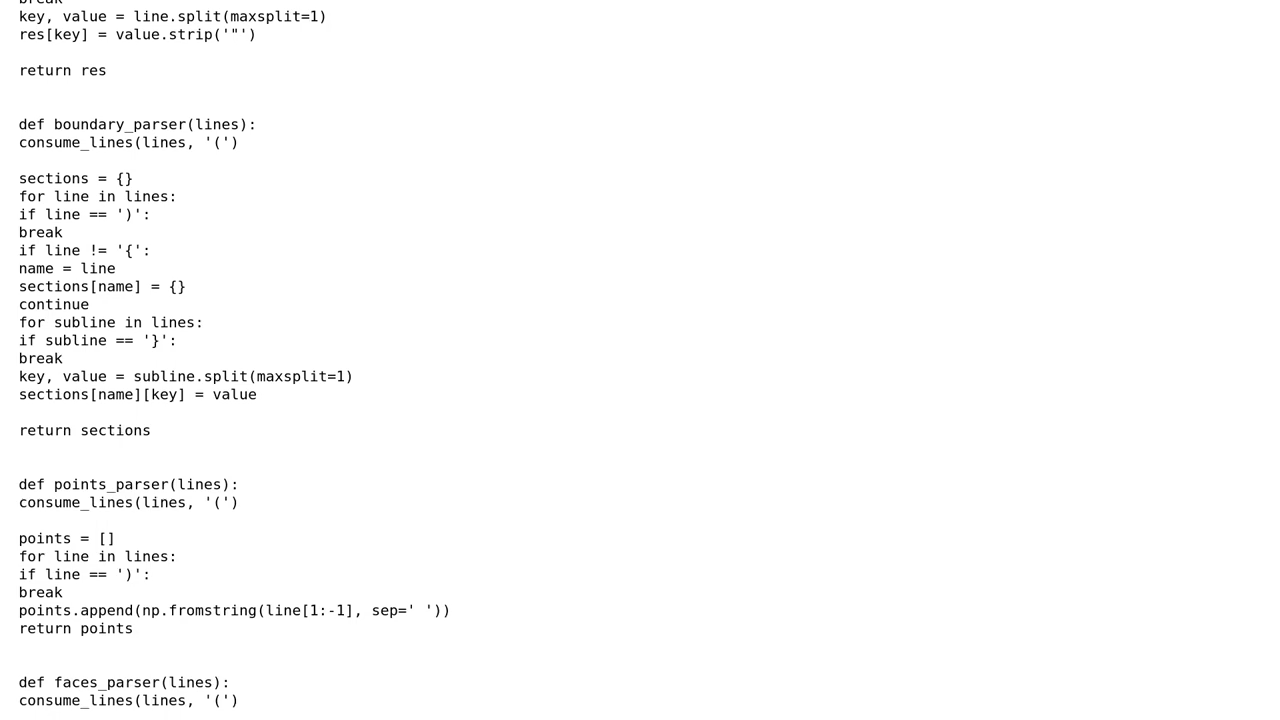 break
key, value = line.split(maxsplit=1)
res[key] = value.strip('"')
return res
def boundary_parser(lines):
consume_lines(lines, '(')
sections = {}
for line in lines:
if line == ')':
break
if line != '{':
name = line
sections[name] = {}
continue
for subline in lines:
if subline == '}':
break
key, value = subline.split(maxsplit=1)
sections[name][key] = value
return sections
def points_parser(lines):
consume_lines(lines, '(')
points = []
for line in lines:
if line == ')':
break
points.append(np.fromstring(line[1:-1], sep=' '))
return points
def faces_parser(lines):
consume_lines(lines, '(')